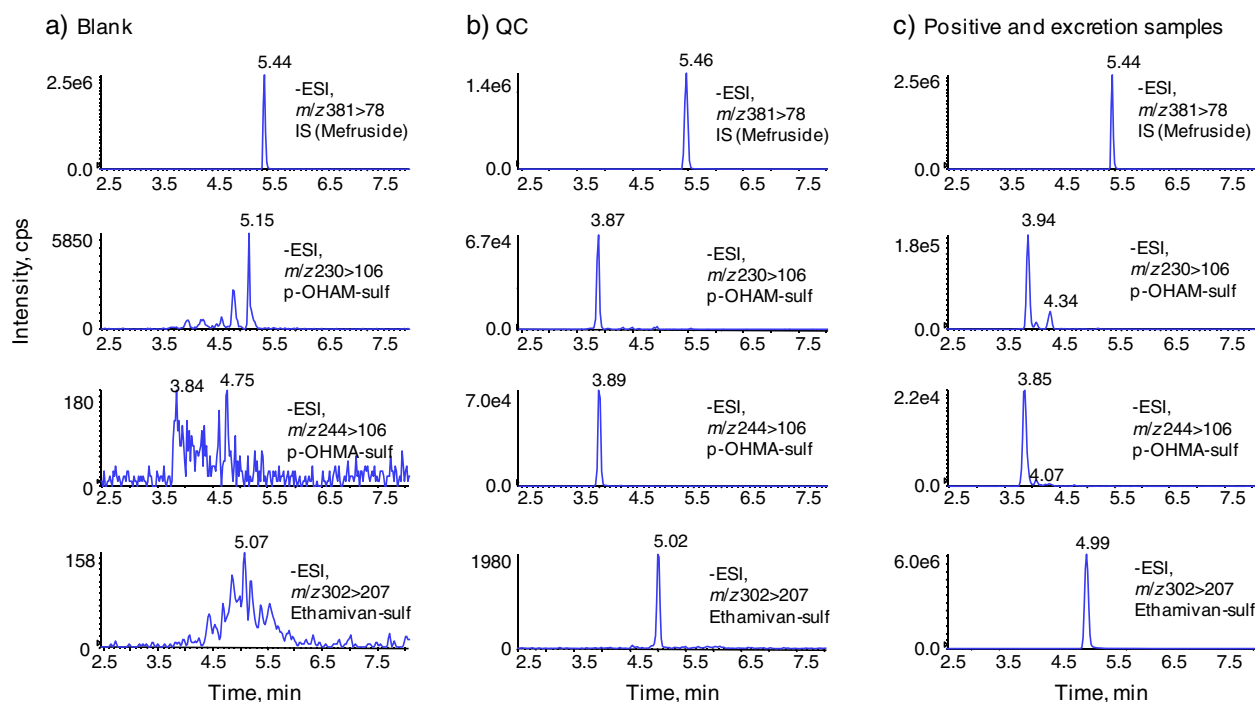 a) Blank
5.44
2.5e6
-ESI,
m/z381>78
IS (Mefruside)
0.0
2.5 3.5 4.5 5.5 6.5 7.5
5.15
5850
-ESI,
m/z230>106
p-OHAM-sulf
0
2.5 3.5 4.5 5.5 6.5 7.5
3.84 4.75
180
-ESI,
m/z244>106
p-OHMA-sulf
0
2.5 3.5 4.5 5.5 6.5 7.5
5.07
158
-ESI,
m/z302>207
Ethamivan-sulf
0
2.5 3.5 4.5 5.5 6.5 7.5
Time, min
Intensity, cps
b) QC
5.46
1.4e6
-ESI,
m/z381>78
IS (Mefruside)
0.0
2.5 3.5 4.5 5.5 6.5 7.5
3.87
6.7e4
-ESI,
m/z230>106
p-OHAM-sulf
0.0
2.5 3.5 4.5 5.5 6.5 7.5
3.89
7.0e4
-ESI,
m/z244>106
p-OHMA-sulf
0.0
2.5 3.5 4.5 5.5 6.5 7.5
5.02
1980
-ESI,
m/z302>207
Ethamivan-sulf
0
2.5 3.5 4.5 5.5 6.5 7.5
Time, min
c) Positive and excretion samples
5.44
2.5e6
-ESI,
m/z381>78
IS (Mefruside)
0.0
2.5 3.5 4.5 5.5 6.5 7.5
3.94
1.8e5
-ESI,
m/z230>106
p-OHAM-sulf
4.34
0.0
2.5 3.5 4.5 5.5 6.5 7.5
3.85
2.2e4
-ESI,
m/z244>106
p-OHMA-sulf
4.07
0.0
2.5 3.5 4.5 5.5 6.5 7.5
4.99
6.0e6
-ESI,
m/z302>207
Ethamivan-sulf
0.0
2.5 3.5 4.5 5.5 6.5 7.5
Time, min